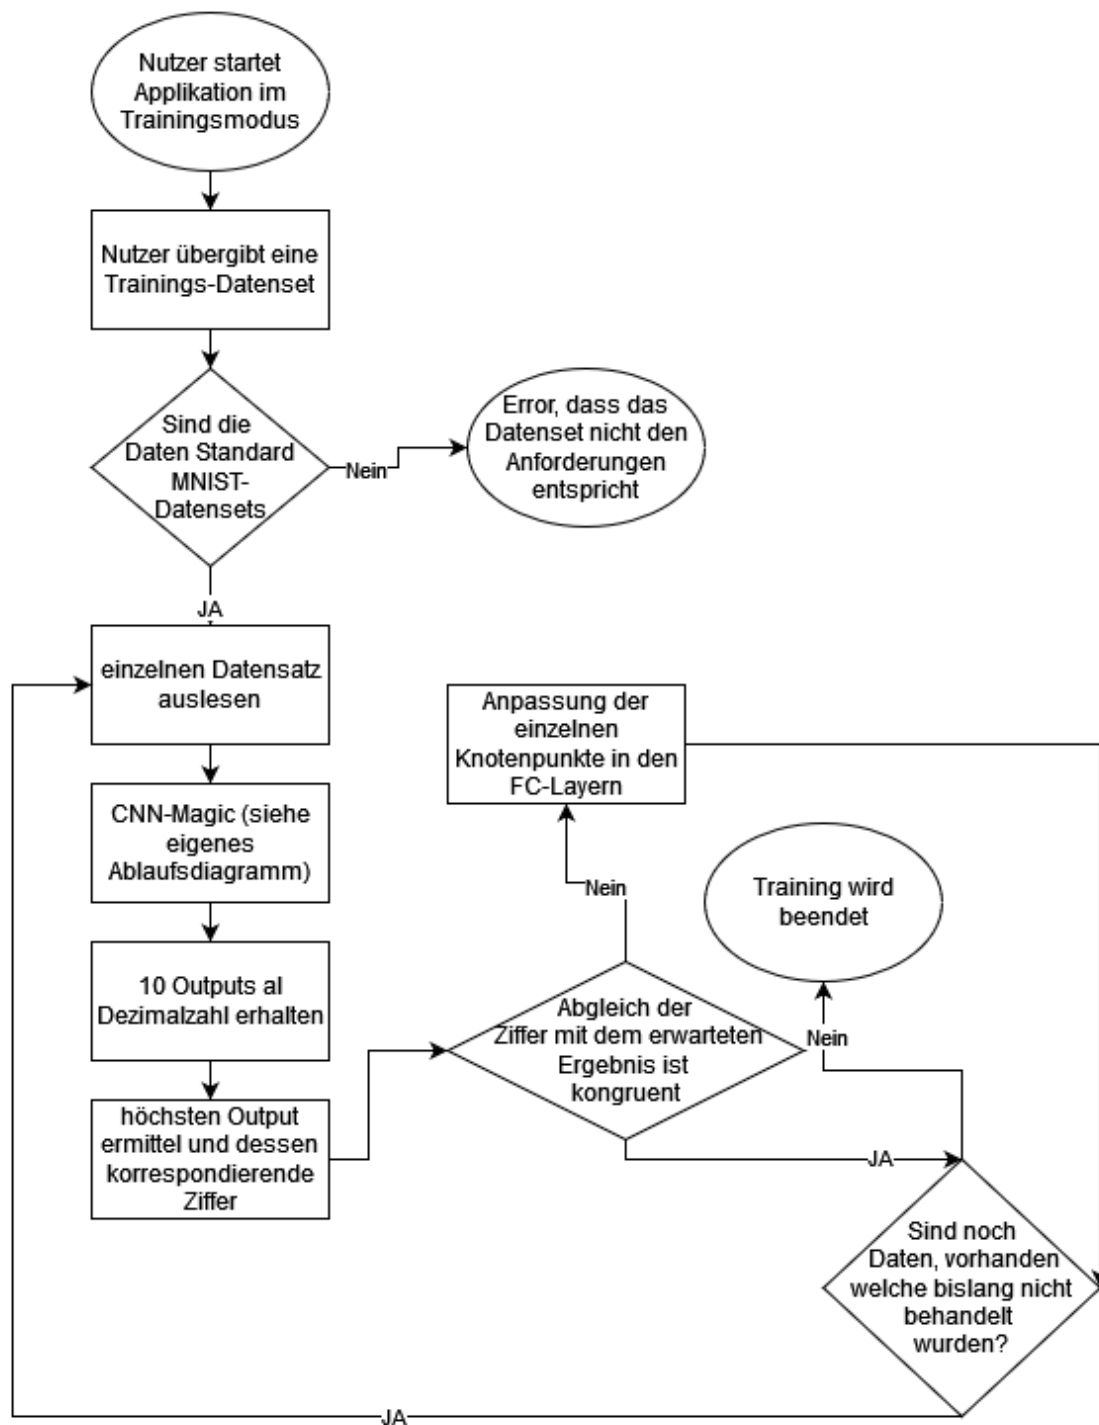 Nutzer startet
Applikation im
Trainingsmodus
Nutzer übergibt eine
Trainings-Datenset
Sind die
Daten Standard
MNIST-
Datensets
Nein
Error, dass das
Datenset nicht den
Anforderungen
entspricht
JA
einzelnen Datensatz
auslesen
CNN-Magic (siehe
eigenes
Ablaufsdiagramm)
10 Outputs al
Dezimalzahl erhalten
höchsten Output
ermittel und dessen
korrespondierende
Ziffer
Abgleich der
Ziffer mit dem erwarteten
Ergebnis ist
kongruent
Nein
Anpassung der
einzelnen
Knotenpunkte in den
FC-Layern
JA
Sind noch
Daten, vorhanden
welche bislang nicht
behandelt
wurden?
Nein
Training wird
beendet
JA